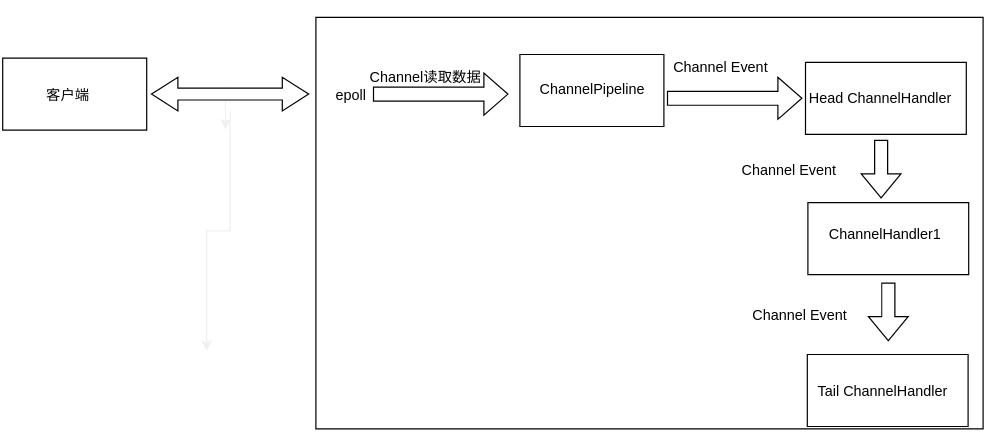 客户端
Channel读取数据
epoll
ChannelPipeline
Channel Event
Head ChannelHandler
Channel Event
ChannelHandler1
Channel Event
Tail ChannelHandler